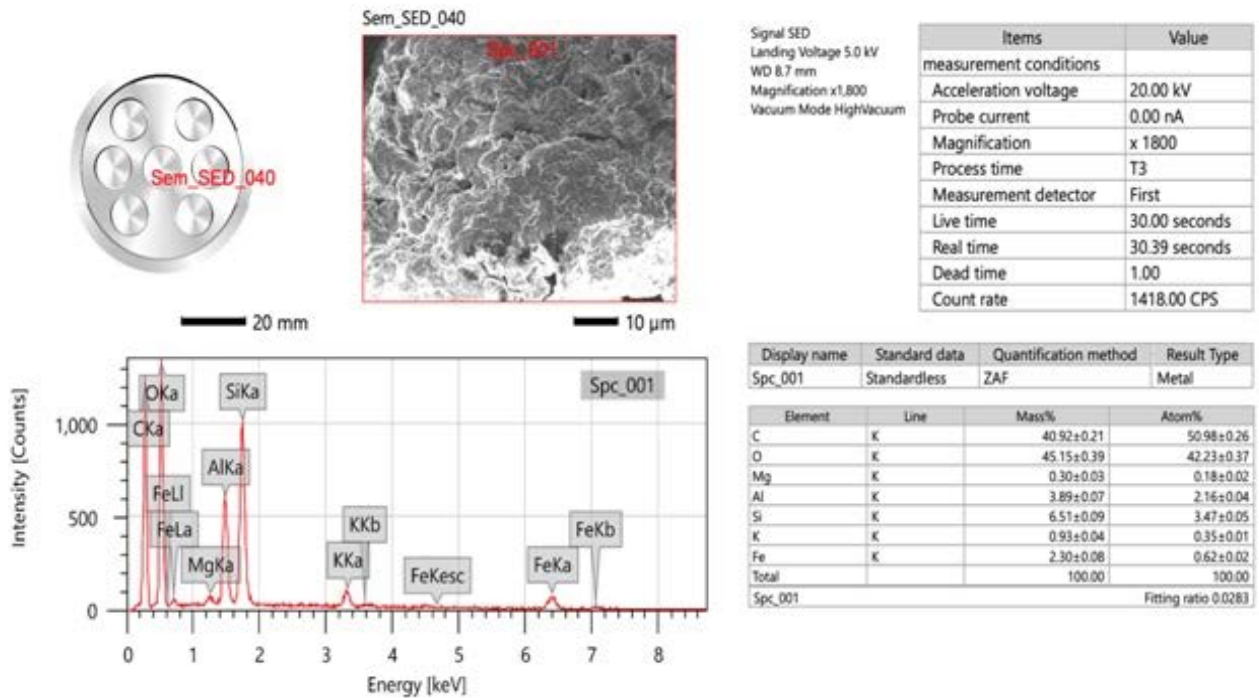 Sem_SED_040
Spc_001
Sem_SED_040
20 mm
10 µm
Signal SED
Landing Voltage 5.0 kV
WD 8.7 mm
Magnification x1,800
Vacuum Mode HighVacuum
Items Value
measurement conditions
Acceleration voltage 20.00 kV
Probe current 0.00 nA
Magnification x 1800
Process time T3
Measurement detector First
Live time 30.00 seconds
Real time 30.39 seconds
Dead time 1.00
Count rate 1418.00 CPS
Intensity [Counts]
1,000
500
0
OKa
SiKa
Spc_001
CKa
AlKa
FeLl
FeLa
KKb
FeKb
MgKa
KKa
FeKesc
FeKa
0 1 2 3 4 5 6 7 8
Energy [keV]
Display name Standard data Quantification method Result Type
Spc_001 Standardless ZAF Metal
Element Line Mass% Atom%
C K 40.92±0.21 50.98±0.26
O K 45.15±0.39 42.23±0.37
Mg K 0.30±0.03 0.18±0.02
Al K 3.89±0.07 2.16±0.04
Si K 6.51±0.09 3.47±0.05
K K 0.93±0.04 0.35±0.01
Fe K 2.30±0.08 0.62±0.02
Total 100.00 100.00
Spc_001 Fitting ratio 0.0283